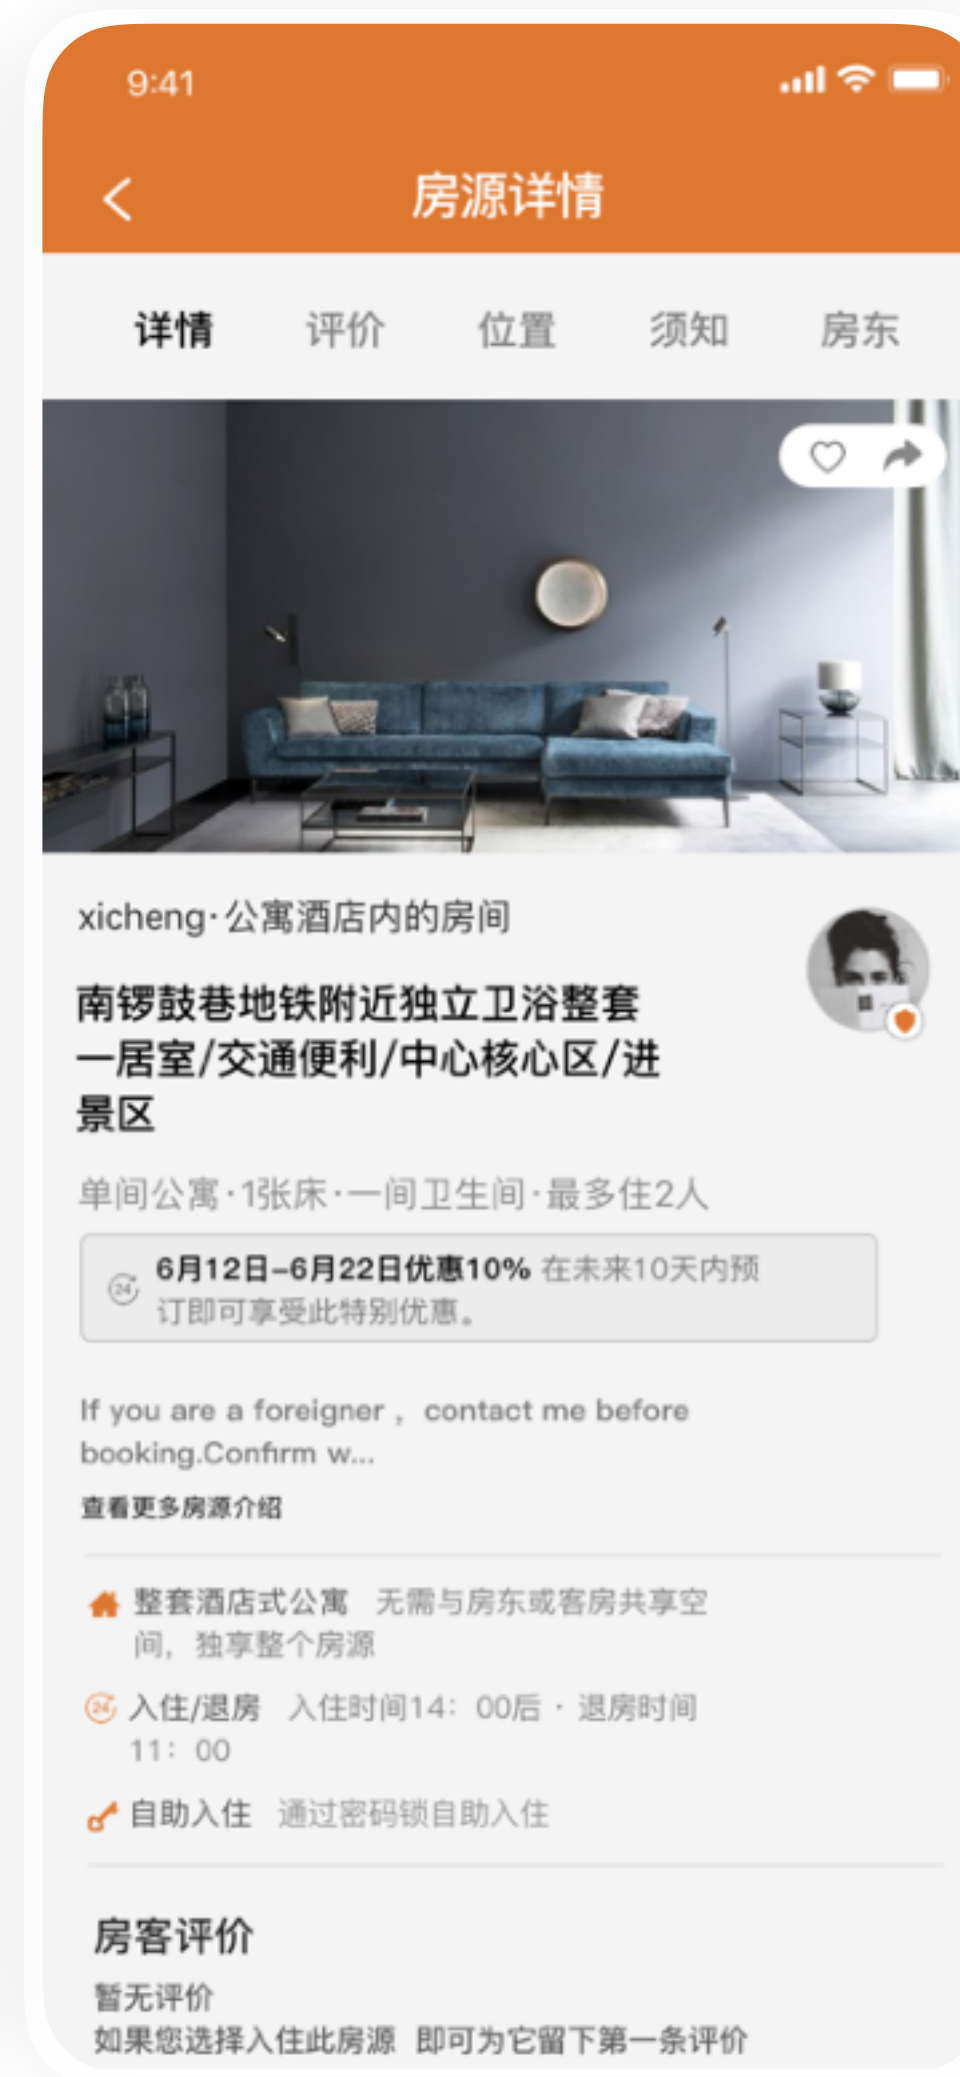 9:41
房源详情
详情 评价 位置 须知 房东
xicheng·公寓酒店内的房间
南锣鼓巷地铁附近独立卫浴整套
一居室/交通便利/中心核心区/进
景区
单间公寓·1张床·一间卫生间·最多住2人
6月12日-6月22日优惠10% 在未来10天内预
订即可享受此特别优惠。
If you are a foreigner ,  contact me before
booking.Confirm w...
查看更多房源介绍
整套酒店式公寓 无需与房东或客房共享空
间，独享整个房源
24 入住/退房 入住时间14：00后 · 退房时间
11：00
自助入住 通过密码锁自助入住
房客评价
暂无评价
如果您选择入住此房源 即可为它留下第一条评价